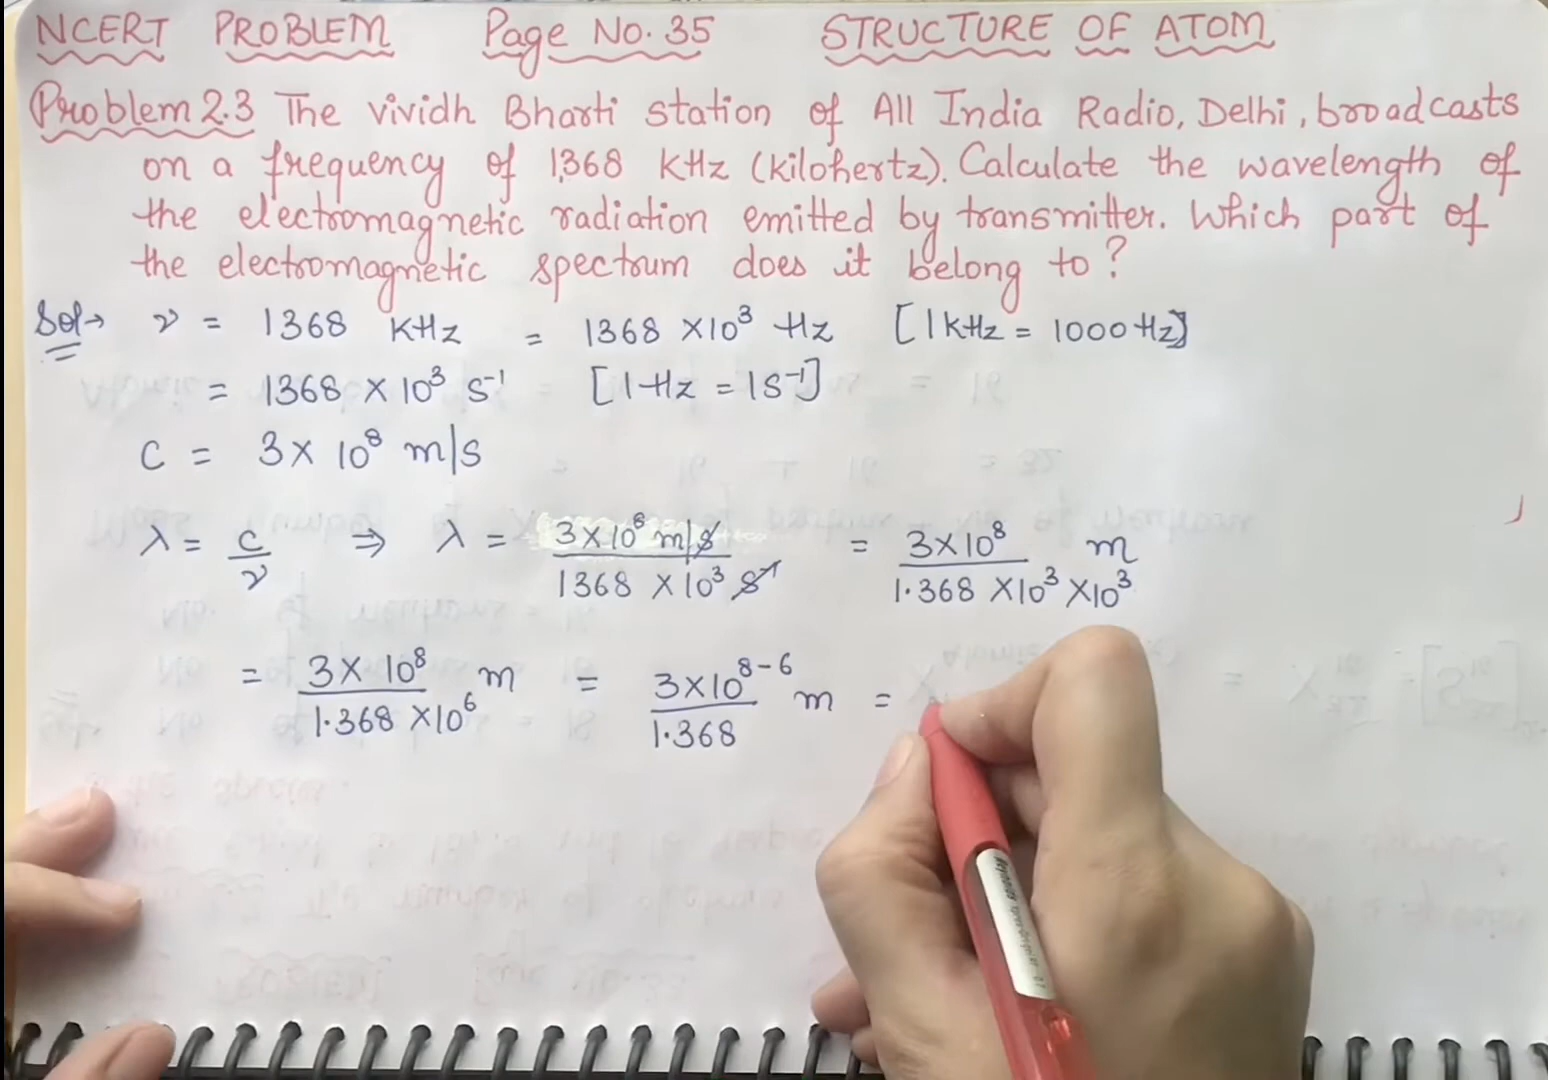 NCERT PROBLEM Page No. 35 STRUCTURE OF ATOM
Problem 2.3 The vividh Bharti station of All India Radio, Delhi, broadcasts
on a frequency of 1,368 KHz (kilohertz). Calculate the wavelength of
the electromagnetic radiation emitted by transmitter. Which part of
the electromagnetic spectrum does it belong to?
Sol→ ν = 1368 KHz = 1368 ×10³ Hz [1 kHz = 1000 Hz]
= 1368 × 10³ S⁻¹ [1 Hz = 1 S⁻¹]
C = 3 × 10⁸ m/s
λ = C/ν ⇒ λ = 3×10⁸ m/s / 1368 ×10³ s⁻¹ = 3×10⁸ / 1.368 ×10³ ×10³ m
= 3 × 10⁸ / 1.368 ×10⁶ m = 3×10⁸⁻⁶ / 1.368 m =